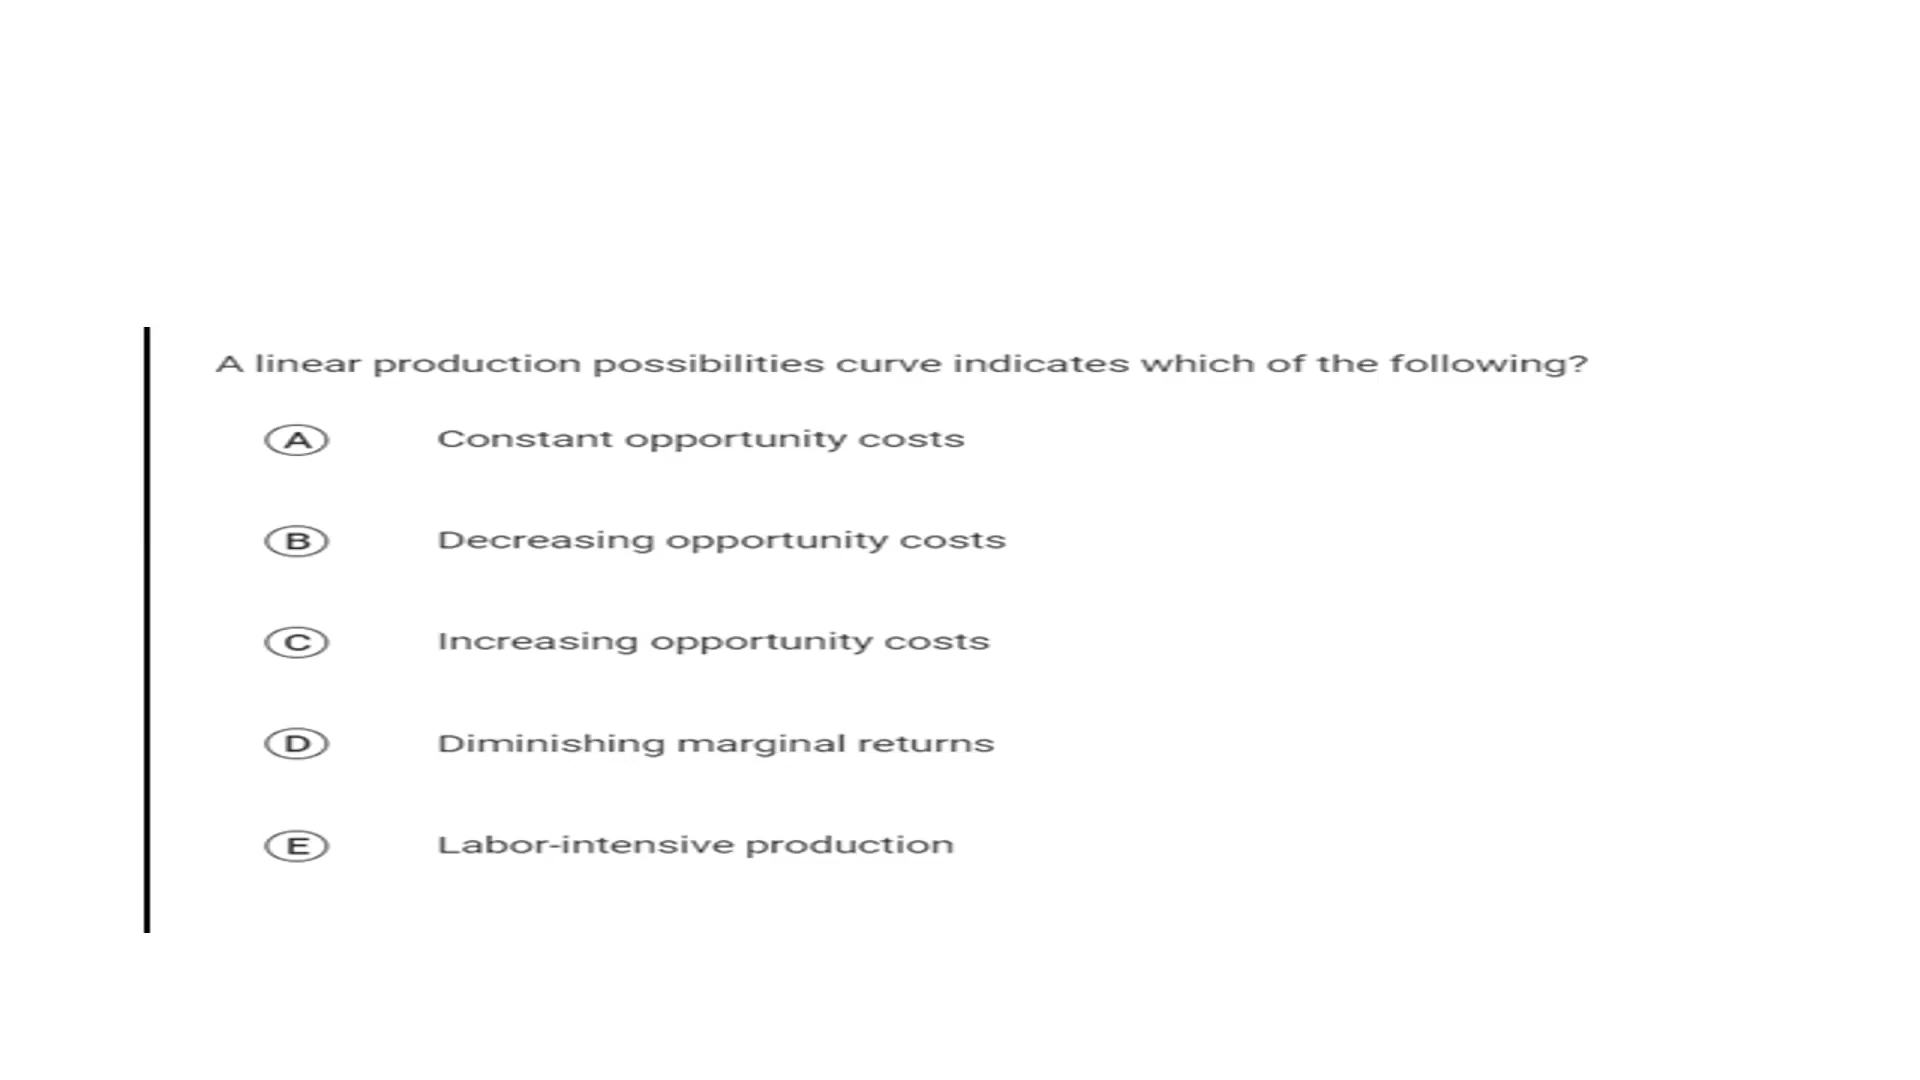 A linear production possibilities curve indicates which of the following?
A Constant opportunity costs
B Decreasing opportunity costs
C Increasing opportunity costs
D Diminishing marginal returns
E Labor-intensive production